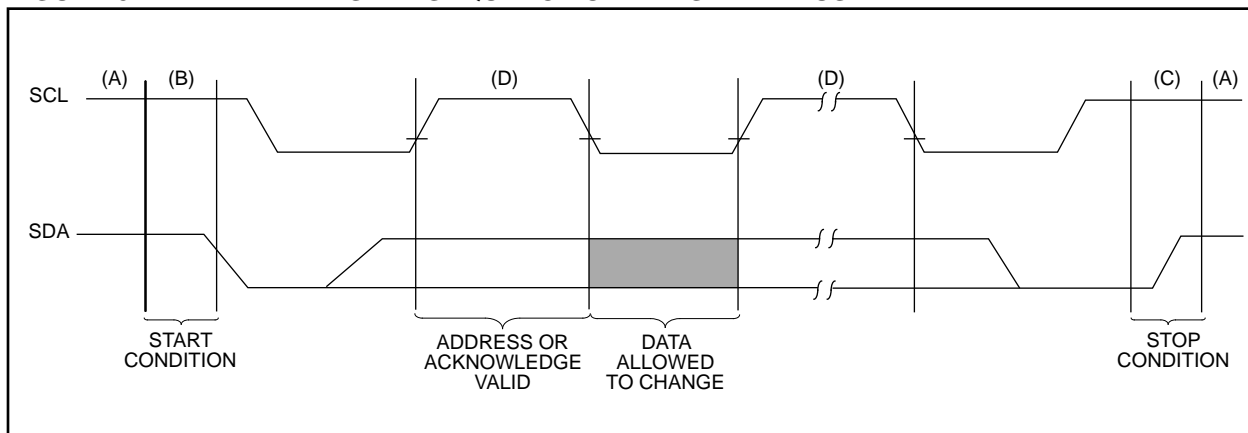 (A) (B) (D) (D) (C) (A)
SCL
SDA
START
CONDITION
ADDRESS OR
ACKNOWLEDGE
VALID
DATA
ALLOWED
TO CHANGE
STOP
CONDITION